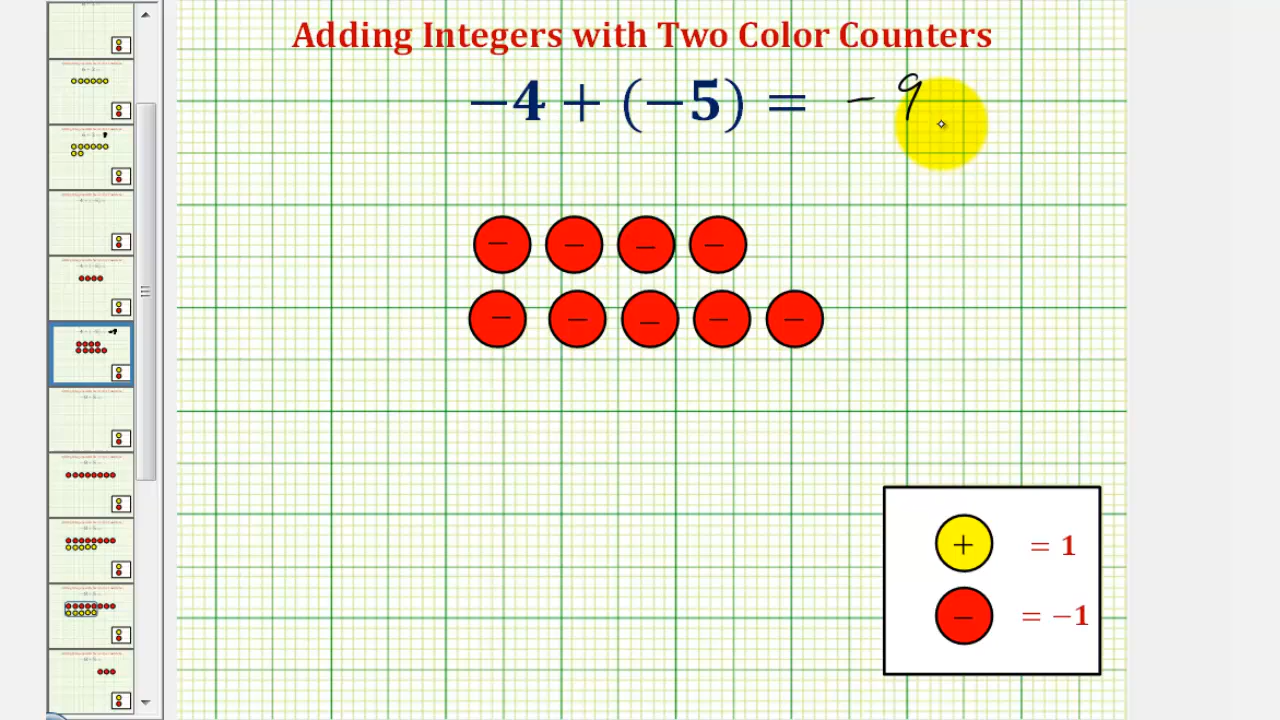 Adding Integers with Two Color Counters
−4 + (−5) = −9
− − − −
− − − − −
+ = 1
− = −1